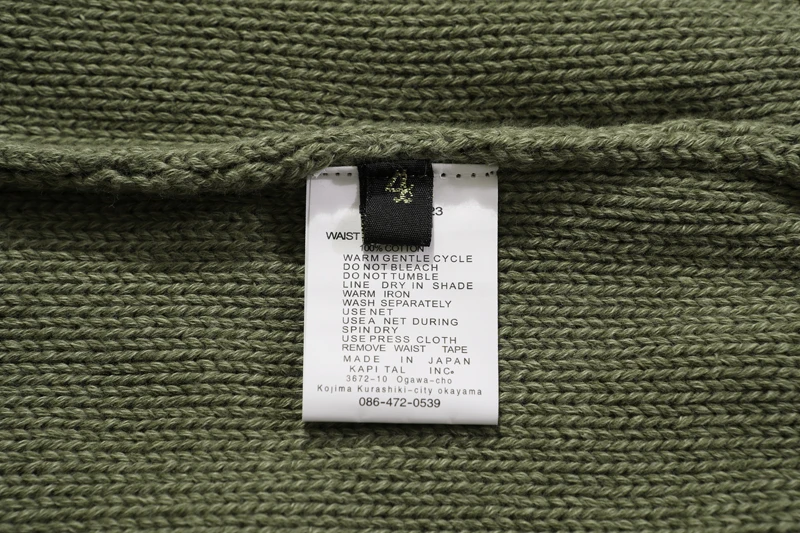 4
23
WAIST
100% COTTON
WARM GENTLE CYCLE
DO NOT BLEACH
DO NOT TUMBLE
LINE DRY IN SHADE
WARM IRON
WASH SEPARATELY
USE NET
USE A NET DURING
SPIN DRY
USE PRESS CLOTH
REMOVE WAIST TAPE
MADE IN JAPAN
KAPITAL INC.
3672-10 Ogawa-cho
Kojima Kurashiki-city okayama
086-472-0539